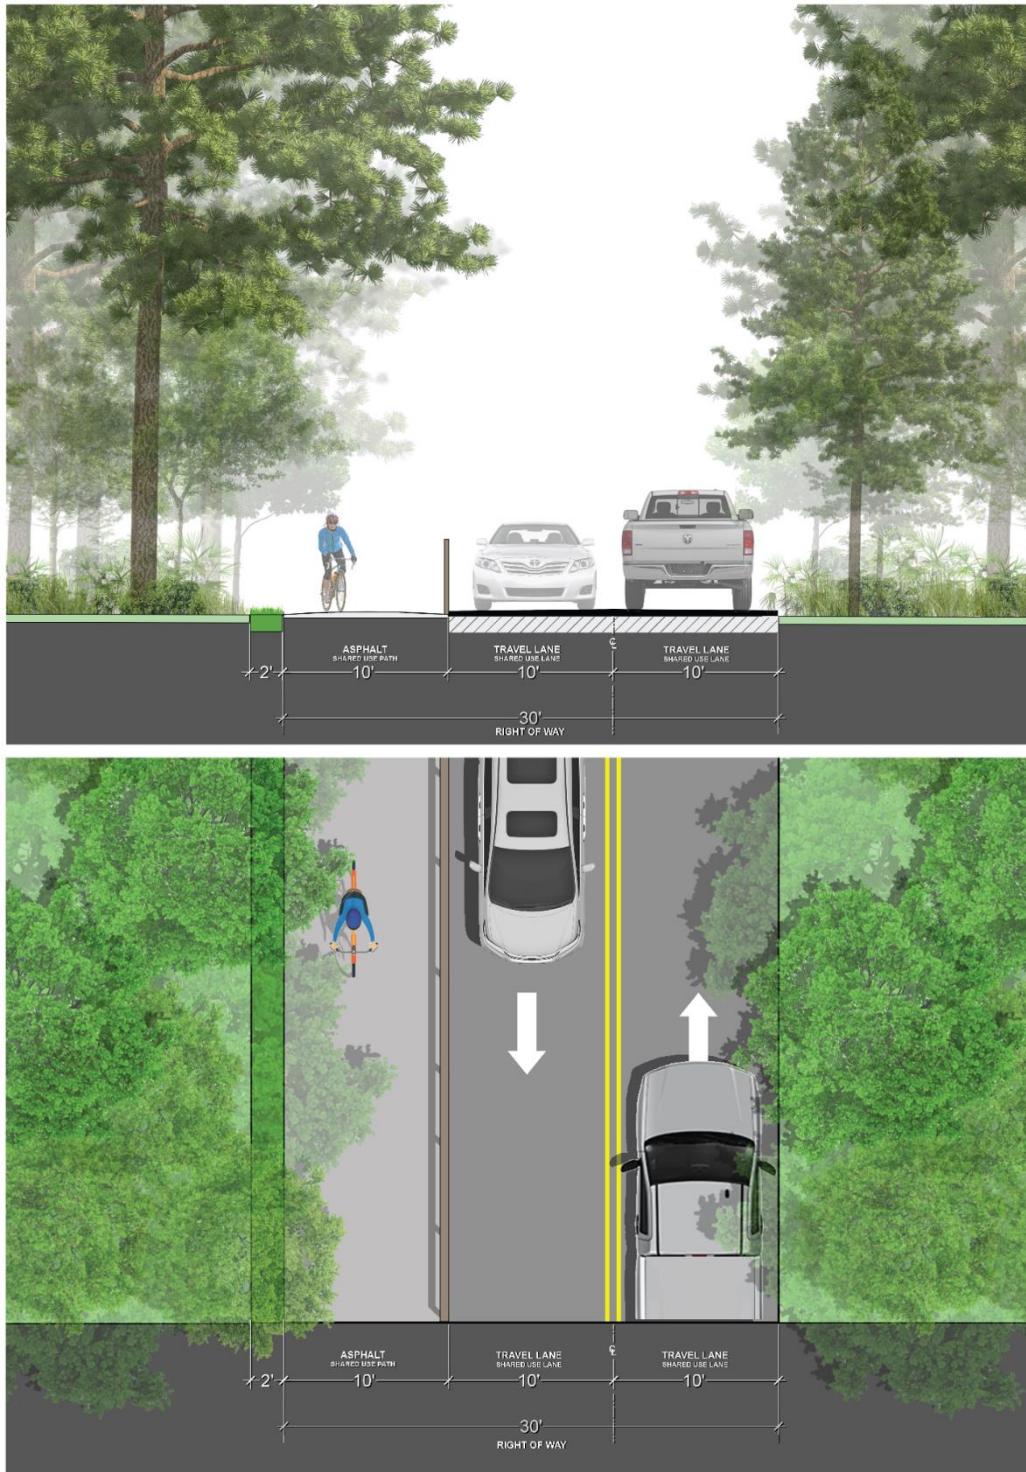 ASPHALT
SHARED USE PATH
TRAVEL LANE
SHARED USE LANE
℄
TRAVEL LANE
SHARED USE LANE
2'
10'
10'
10'
30'
RIGHT OF WAY
ASPHALT
SHARED USE PATH
TRAVEL LANE
SHARED USE LANE
℄
TRAVEL LANE
SHARED USE LANE
2'
10'
10'
10'
30'
RIGHT OF WAY